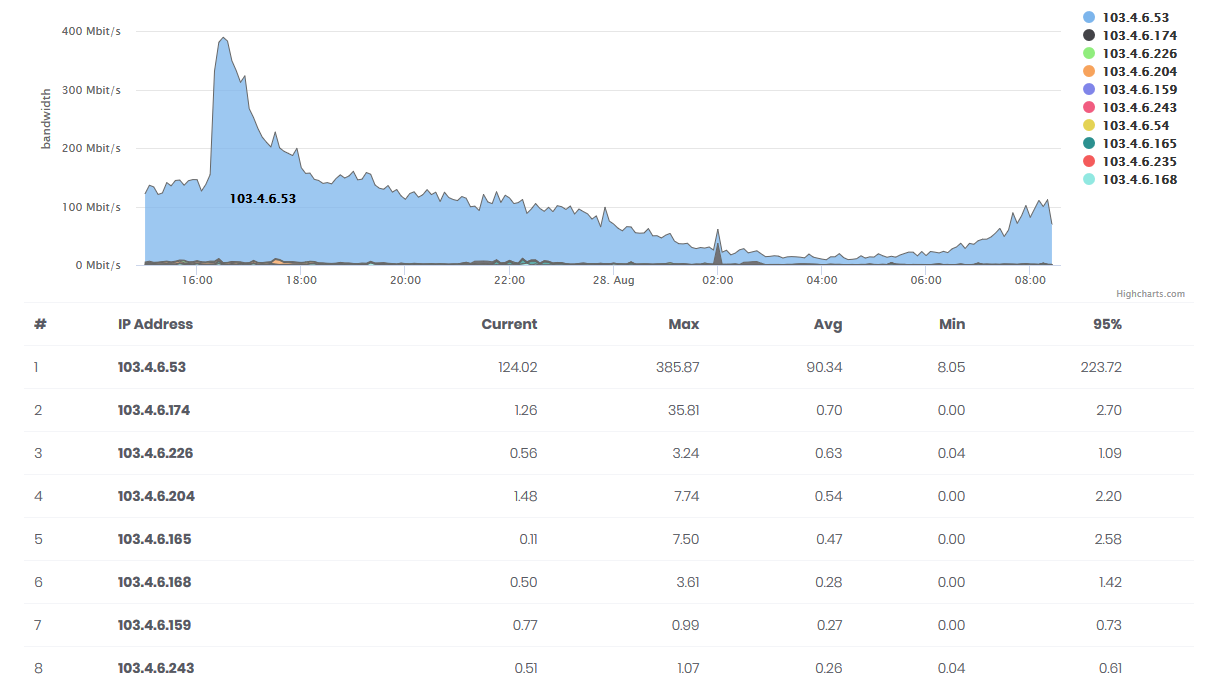 400 Mbit/s
300 Mbit/s
200 Mbit/s
100 Mbit/s
0 Mbit/s
bandwidth
103.4.6.53
16:00 18:00 20:00 22:00 28. Aug 02:00 04:00 06:00 08:00
103.4.6.53
103.4.6.174
103.4.6.226
103.4.6.204
103.4.6.159
103.4.6.243
103.4.6.54
103.4.6.165
103.4.6.235
103.4.6.168
Highcharts.com
# IP Address Current Max Avg Min 95%
1 103.4.6.53 124.02 385.87 90.34 8.05 223.72
2 103.4.6.174 1.26 35.81 0.70 0.00 2.70
3 103.4.6.226 0.56 3.24 0.63 0.04 1.09
4 103.4.6.204 1.48 7.74 0.54 0.00 2.20
5 103.4.6.165 0.11 7.50 0.47 0.00 2.58
6 103.4.6.168 0.50 3.61 0.28 0.00 1.42
7 103.4.6.159 0.77 0.99 0.27 0.00 0.73
8 103.4.6.243 0.51 1.07 0.26 0.04 0.61